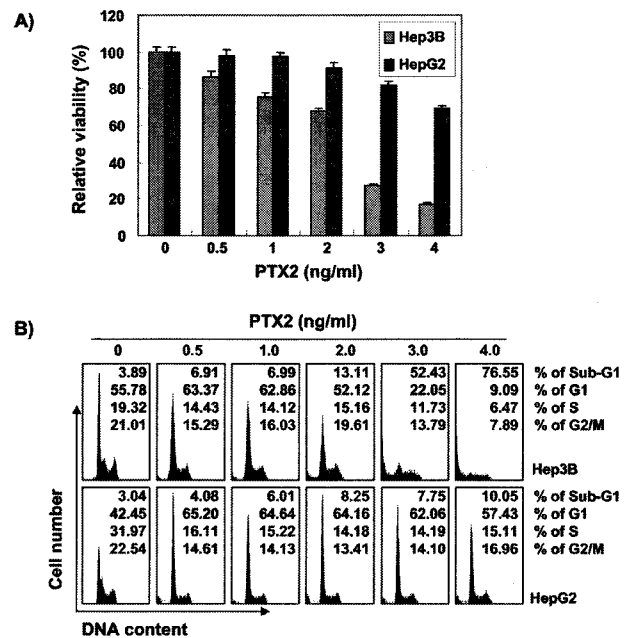 A)
Relative viability (%)
120
100
80
60
40
20
0
Hep3B
HepG2
0 0.5 1 2 3 4
PTX2 (ng/ml)
B)
PTX2 (ng/ml)
0 0.5 1.0 2.0 3.0 4.0
3.89 6.91 6.99 13.11 52.43 76.55 % of Sub-G1
55.78 63.37 62.86 52.12 22.05 9.09 % of G1
19.32 14.43 14.12 15.16 11.73 6.47 % of S
21.01 15.29 16.03 19.61 13.79 7.89 % of G2/M
Hep3B
3.04 4.08 6.01 8.25 7.75 10.05 % of Sub-G1
42.45 65.20 64.64 64.16 62.06 57.43 % of G1
31.97 16.11 15.22 14.18 14.19 15.11 % of S
22.54 14.61 14.13 13.41 14.10 16.96 % of G2/M
HepG2
Cell number
DNA content